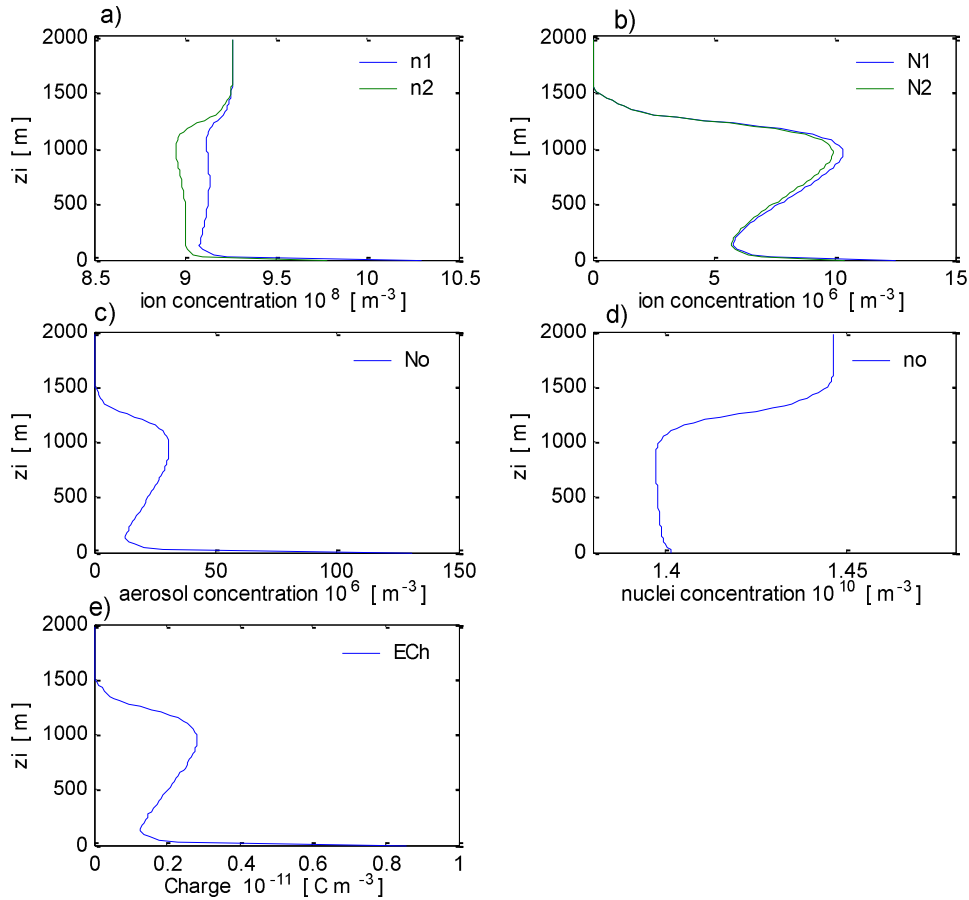 a)
2000
1500
1000
500
0
zi [ m ]
n1
n2
8.5 9 9.5 10 10.5
ion concentration 10 8 [ m-3 ]
b)
2000
1500
1000
500
0
zi [ m ]
N1
N2
0 5 10 15
ion concentration 10 6 [ m-3 ]
c)
2000
1500
1000
500
0
zi [ m ]
No
0 50 100 150
aerosol concentration 10 6 [ m-3 ]
d)
2000
1500
1000
500
0
zi [ m ]
no
1.4 1.45
nuclei concentration 10 10 [ m-3 ]
e)
2000
1500
1000
500
0
zi [ m ]
ECh
0 0.2 0.4 0.6 0.8 1
Charge 10 -11 [ C m-3 ]